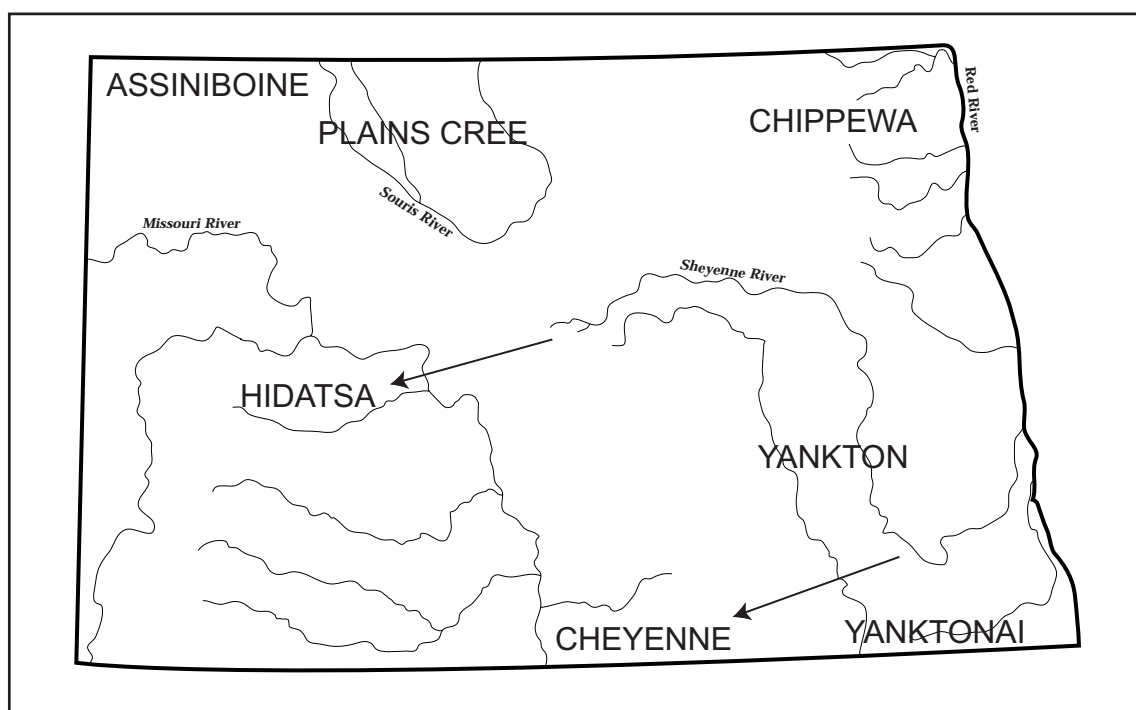 ASSINIBOINE
PLAINS CREE
CHIPPEWA
Red River
Souris River
Missouri River
Sheyenne River
HIDATSA
YANKTON
CHEYENNE
YANKTONAI